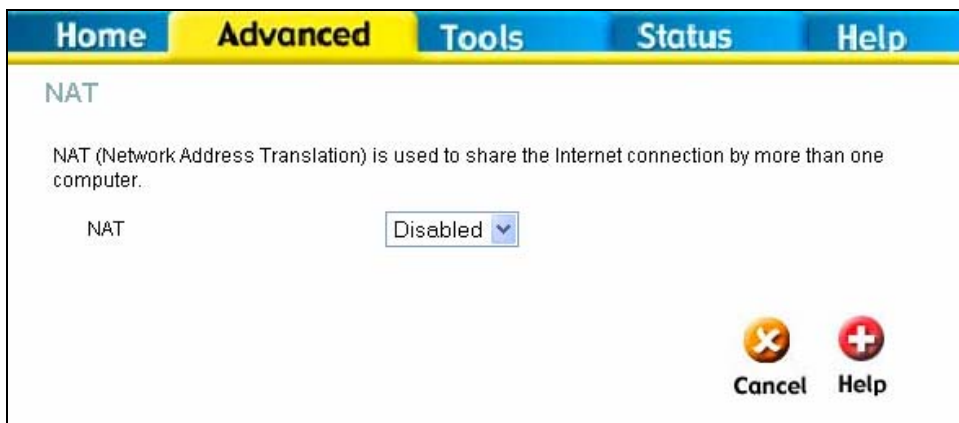 Home Advanced Tools Status Help
NAT
NAT (Network Address Translation) is used to share the Internet connection by more than one
computer.
NAT Disabled
Cancel Help